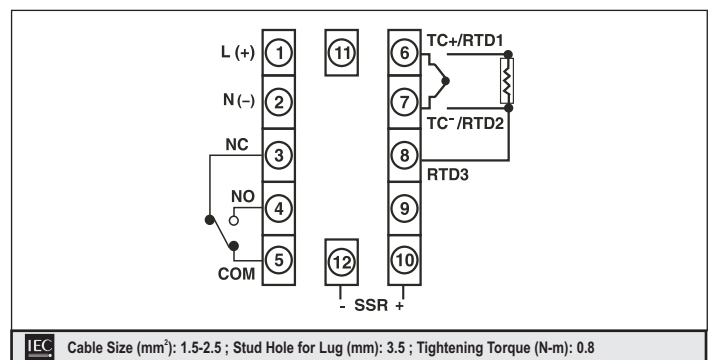 L (+) 1 11 6 TC+/RTD1
N (–) 2 7
TC⁻/RTD2
NC 3 8
RTD3
NO 4 9
COM 5 12 10
- SSR +
IEC Cable Size (mm²): 1.5-2.5 ; Stud Hole for Lug (mm): 3.5 ; Tightening Torque (N-m): 0.8